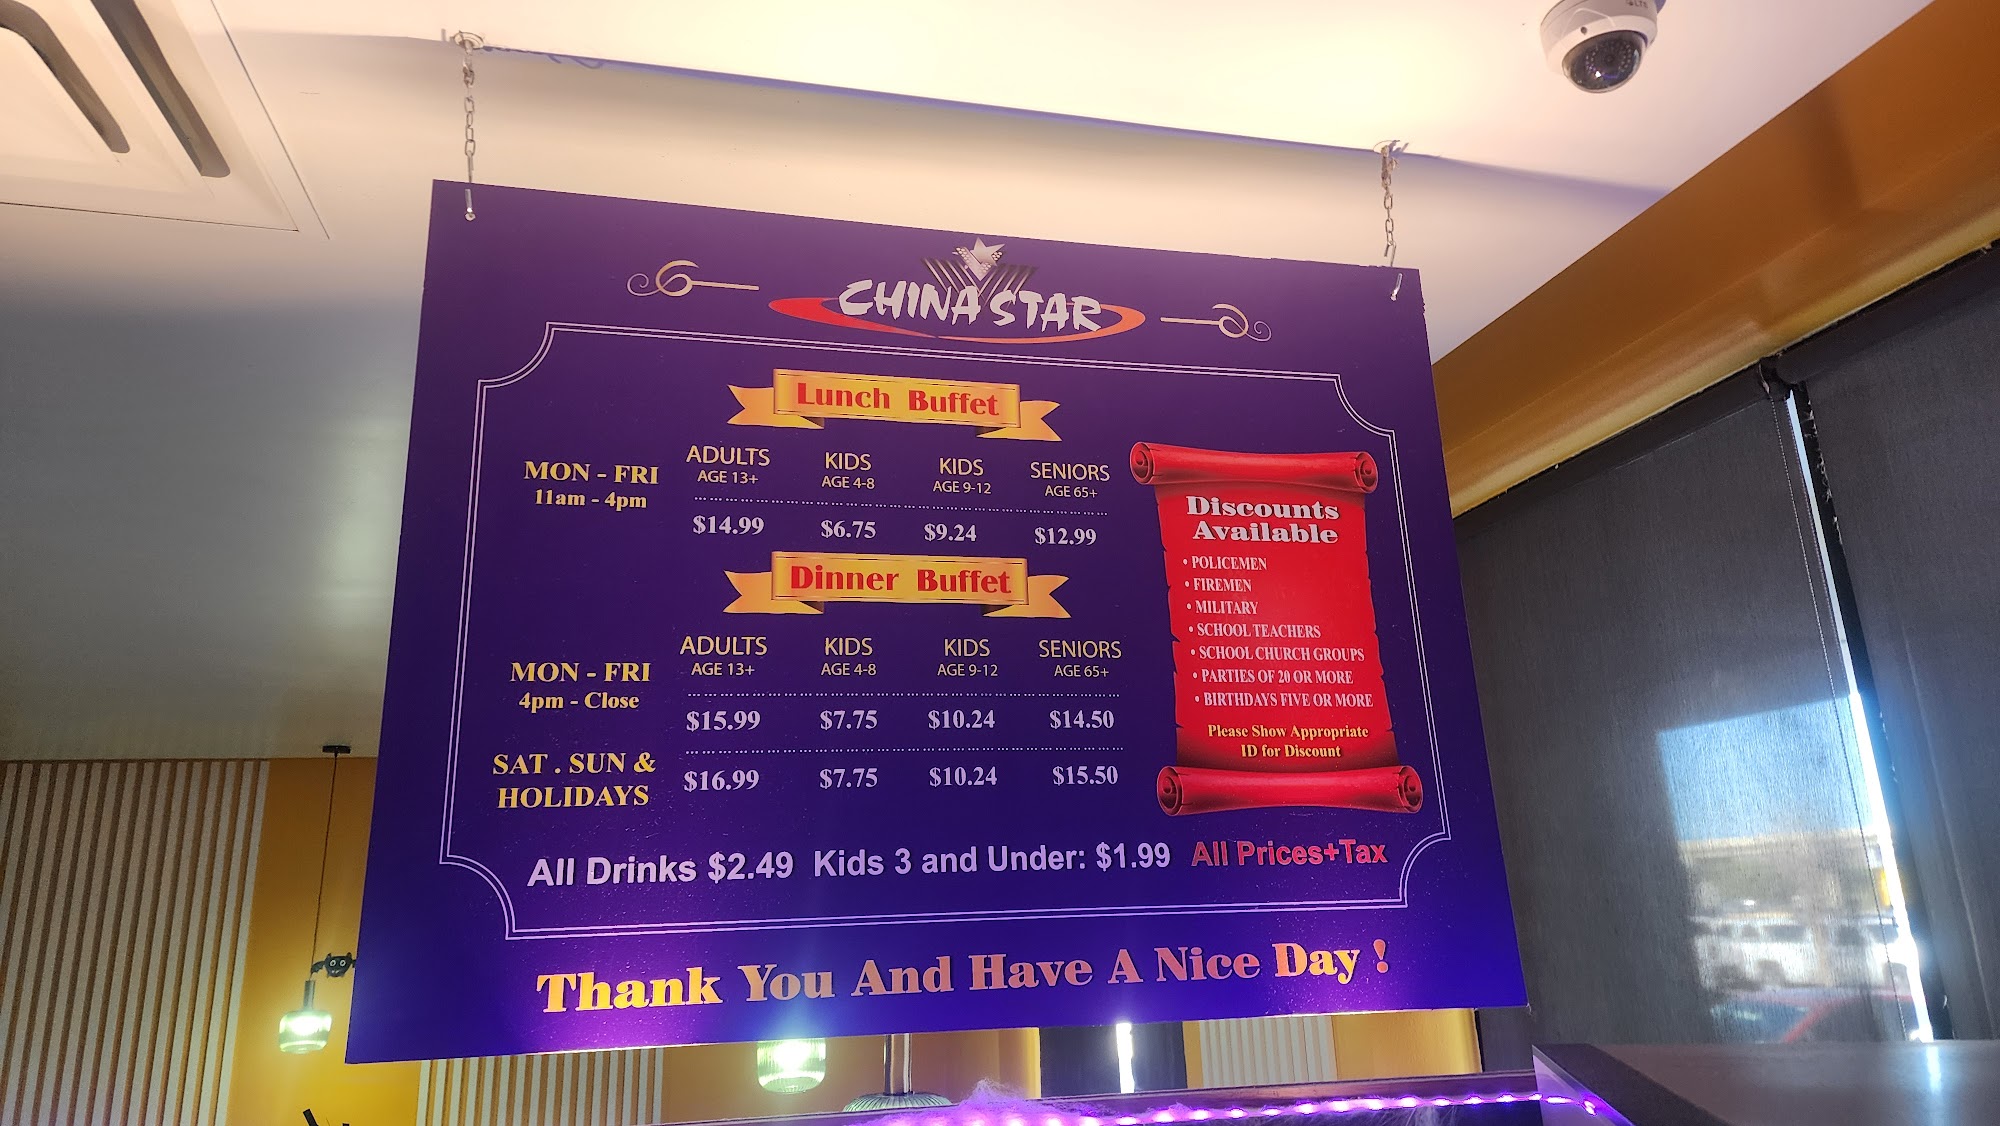 CHINA STAR
Lunch Buffet
MON - FRI
11am - 4pm
ADULTS KIDS KIDS SENIORS
AGE 13+ AGE 4-8 AGE 9-12 AGE 65+
$14.99 $6.75 $9.24 $12.99
Dinner Buffet
ADULTS KIDS KIDS SENIORS
AGE 13+ AGE 4-8 AGE 9-12 AGE 65+
MON - FRI
4pm - Close
$15.99 $7.75 $10.24 $14.50
SAT . SUN &
HOLIDAYS
$16.99 $7.75 $10.24 $15.50
Discounts
Available
• POLICEMEN
• FIREMEN
• MILITARY
• SCHOOL TEACHERS
• SCHOOL CHURCH GROUPS
• PARTIES OF 20 OR MORE
• BIRTHDAYS FIVE OR MORE
Please Show Appropriate
ID for Discount
All Drinks $2.49 Kids 3 and Under: $1.99 All Prices+Tax
Thank You And Have A Nice Day !